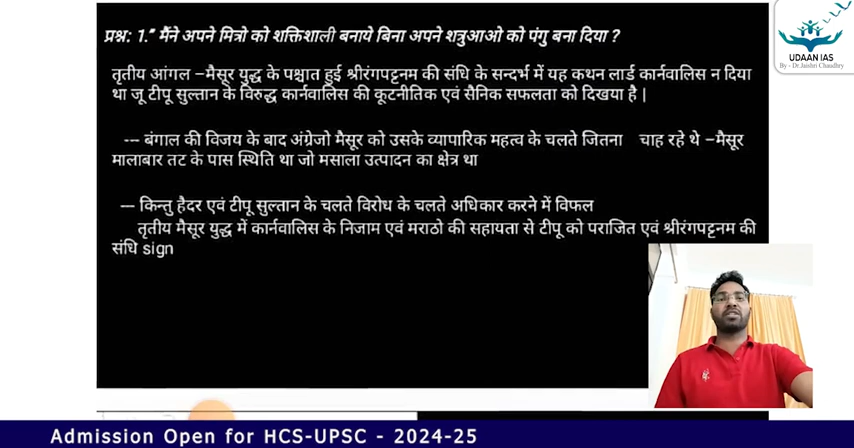 UDAAN IAS
By - Dr.Jaishri Chaudhry
प्रश्न: 1.” मैंने अपने मित्रो को शक्तिशाली बनाये बिना अपने शत्रुआओ को पंगु बना दिया ?
तृतीय आंगल –मैसूर युद्ध के पश्चात हुई श्रीरंगपट्टनम की संधि के सन्दर्भ में यह कथन लार्ड कार्नवालिस न दिया
था जू टीपू सुल्तान के विरुद्ध कार्नवालिस की कूटनीतिक एवं सैनिक सफलता को दिखया है |
--- बंगाल की विजय के बाद अंग्रेजो मैसूर को उसके व्यापारिक महत्व के चलते जितना चाह रहे थे –मैसूर
मालाबार तट के पास स्थिति था जो मसाला उत्पादन का क्षेत्र था
--- किन्तु हैदर एवं टीपू सुल्तान के चलते विरोध के चलते अधिकार करने में विफल
तृतीय मैसूर युद्ध में कार्नवालिस के निजाम एवं मराठो की सहायता से टीपू को पराजित एवं श्रीरंगपट्टनम की
संधि sign
Admission Open for HCS-UPSC - 2024-25